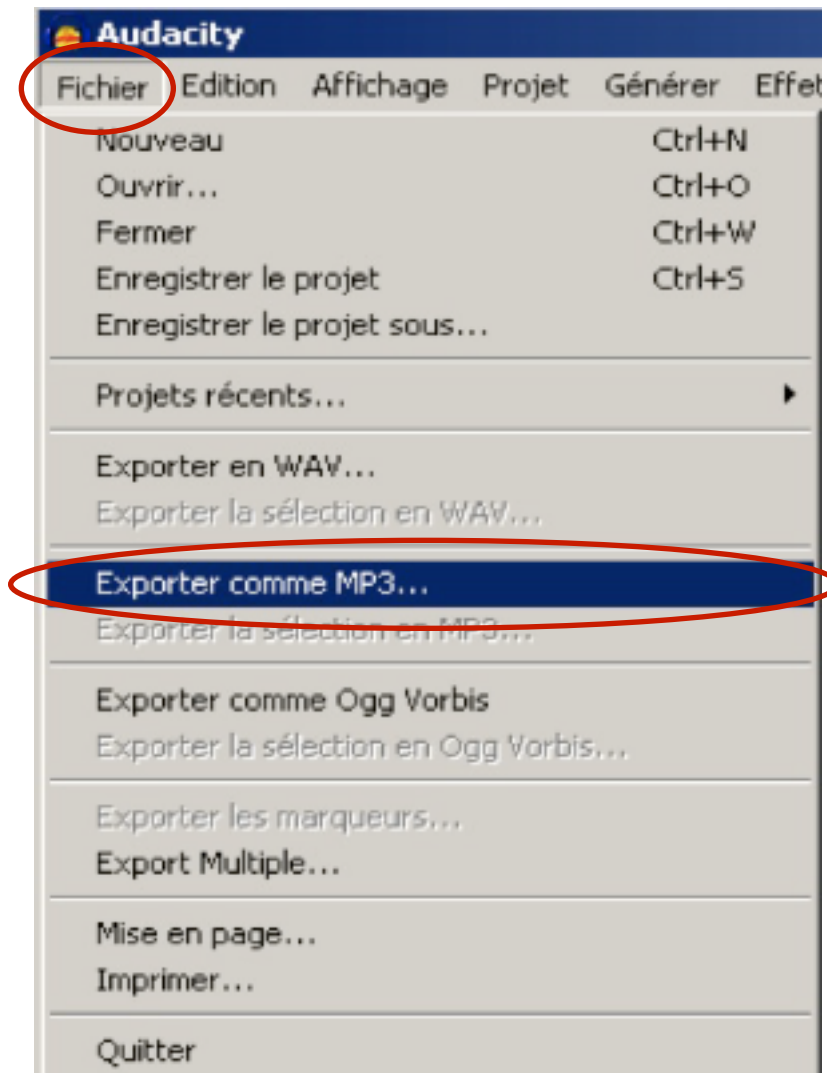 Audacity
Fichier Edition Affichage Projet Générer Effet
Nouveau Ctrl+N
Ouvrir... Ctrl+O
Fermer Ctrl+W
Enregistrer le projet Ctrl+S
Enregistrer le projet sous...
Projets récents...
Exporter en WAV...
Exporter la sélection en WAV...
Exporter comme MP3...
Exporter la sélection en MP3...
Exporter comme Ogg Vorbis
Exporter la sélection en Ogg Vorbis...
Exporter les marqueurs...
Export Multiple...
Mise en page...
Imprimer...
Quitter